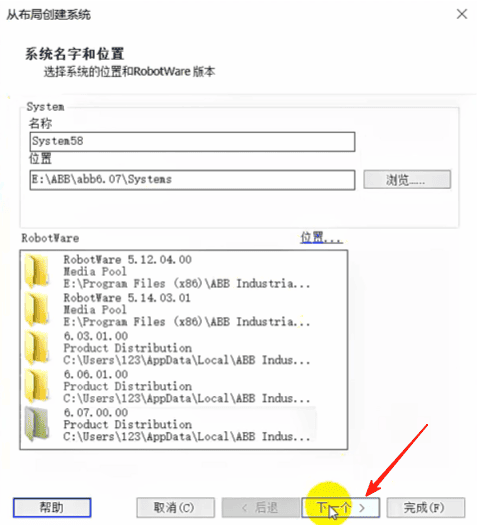 从布局创建系统
系统名字和位置
选择系统的位置和RobotWare 版本
System
名称
System58
位置
E:\ABB\abb6.07\Systems
浏览......
RobotWare
位置...
RobotWare 5.12.04.00
Media Pool
E:\Program Files (x86)\ABB Industria...
RobotWare 5.14.03.01
Media Pool
E:\Program Files (x86)\ABB Industria...
6.03.01.00
Product Distribution
C:\Users\123\AppData\Local\ABB Indus...
6.06.01.00
Product Distribution
C:\Users\123\AppData\Local\ABB Indus...
6.07.00.00
Product Distribution
C:\Users\123\AppData\Local\ABB Indus...
帮助
取消(C)
< 后退
下一个 >
完成(F)